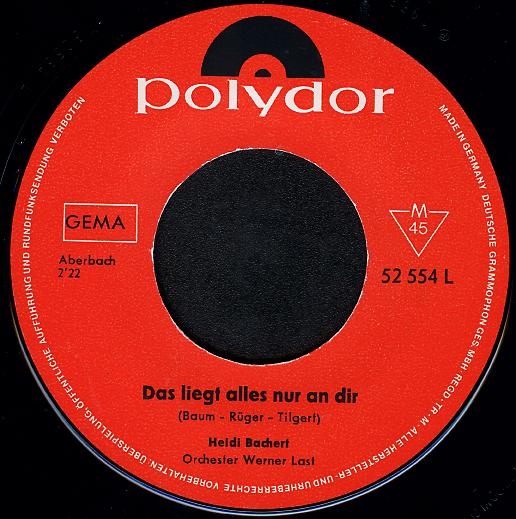 polydor
MADE IN GERMANY DEUTSCHE GRAMMOPHON GES MBH · REGD · TR · M · ALLE HERSTELLER- UND URHEBERRECHTE VORBEHALTEN · ÜBERSPIELUNG, ÖFFENTLICHE AUFFÜHRUNG UND RUNDFUNKSENDUNG VERBOTEN
GEMA
M
45
Aberbach
2'22
52 554 L
Das liegt alles nur an dir
(Baum - Rüger - Tilgert)
Heidi Bachert
Orchester Werner Last